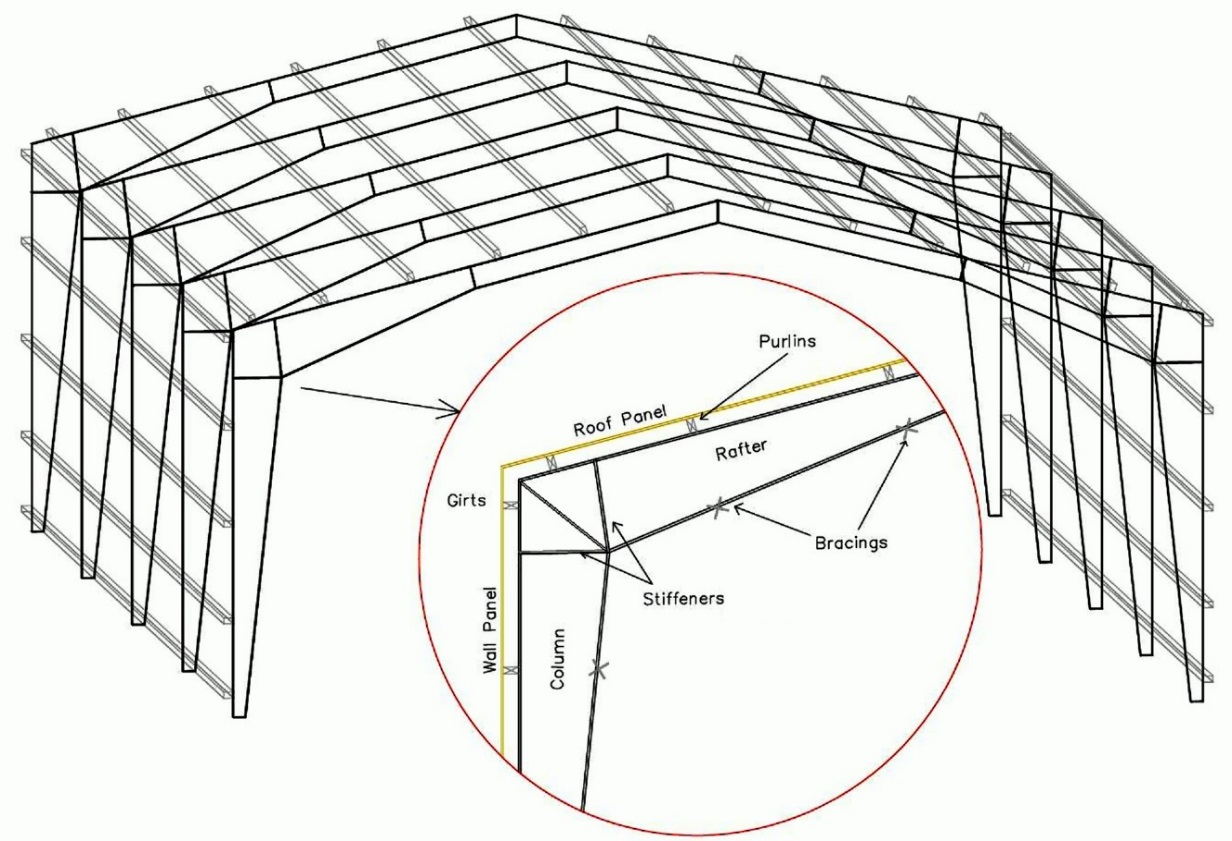 Purlins
Roof Panel
Rafter
Girts
Bracings
Stiffeners
Wall Panel
Column